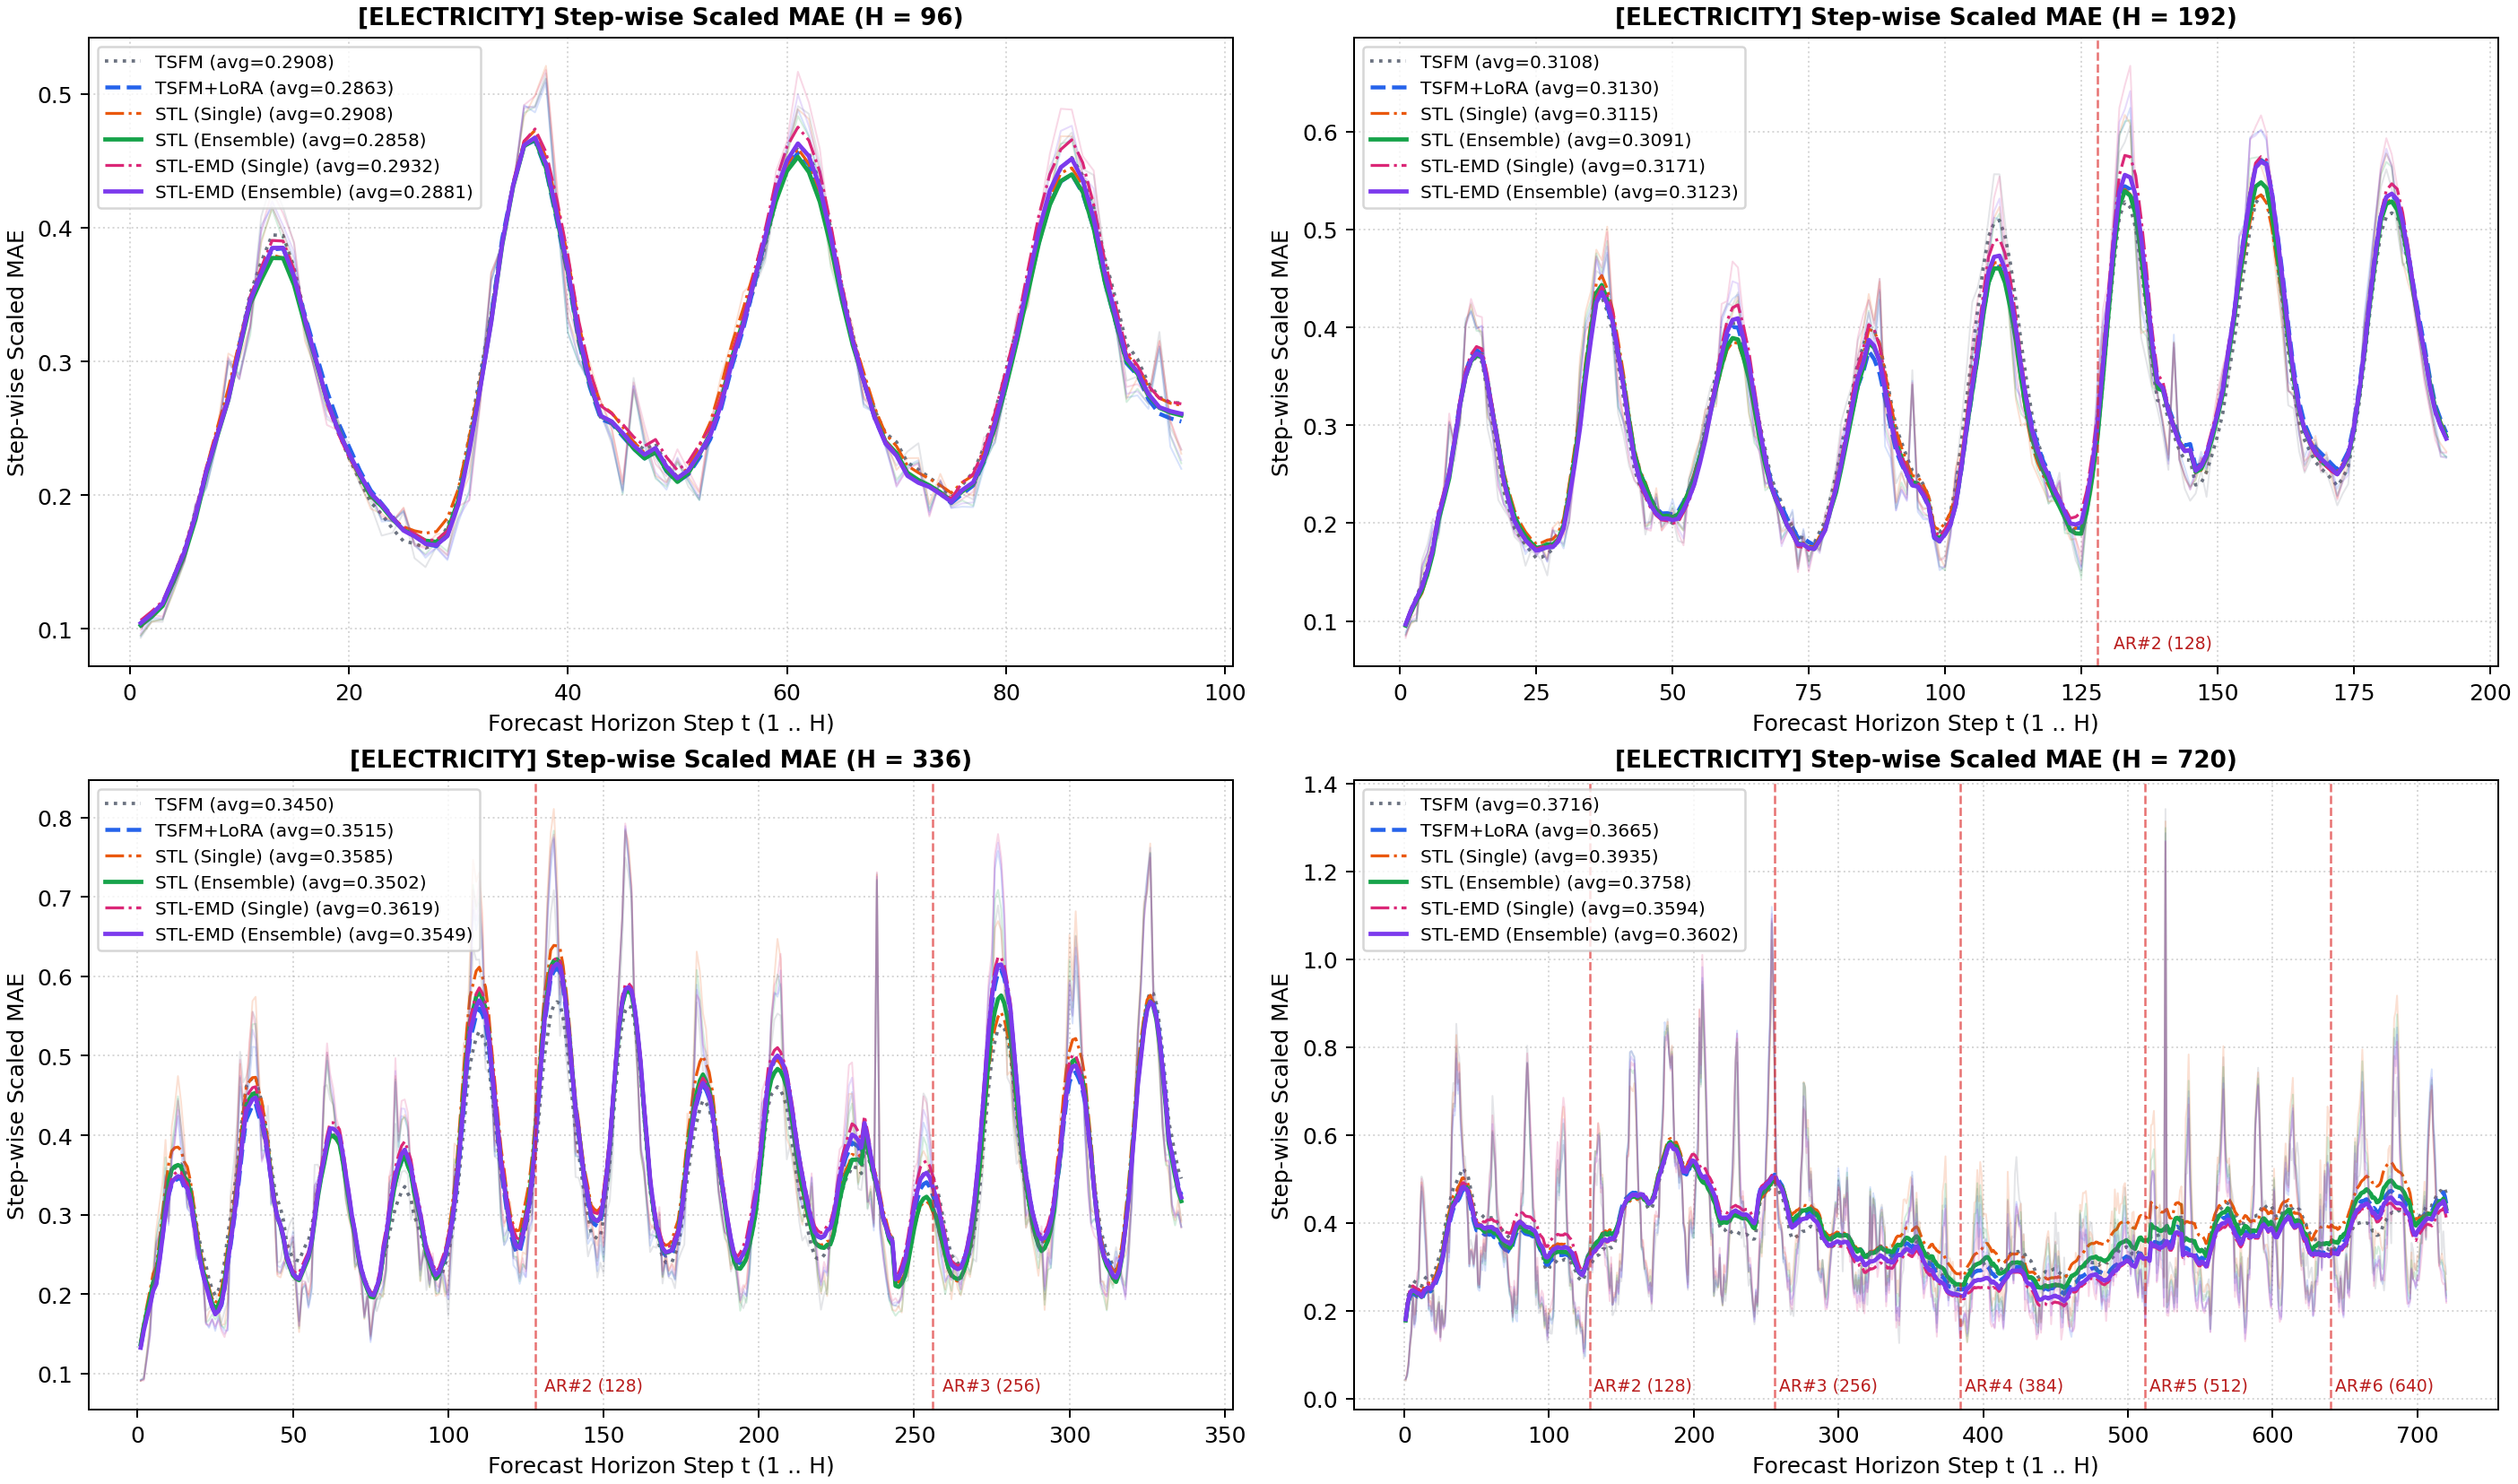 [ELECTRICITY] Step-wise Scaled MAE (H = 96)
TSFM (avg=0.2908)
TSFM+LoRA (avg=0.2863)
STL (Single) (avg=0.2908)
STL (Ensemble) (avg=0.2858)
STL-EMD (Single) (avg=0.2932)
STL-EMD (Ensemble) (avg=0.2881)
Step-wise Scaled MAE
0.5
0.4
0.3
0.2
0.1
0 20 40 60 80 100
Forecast Horizon Step t (1 .. H)
[ELECTRICITY] Step-wise Scaled MAE (H = 192)
TSFM (avg=0.3108)
TSFM+LoRA (avg=0.3130)
STL (Single) (avg=0.3115)
STL (Ensemble) (avg=0.3091)
STL-EMD (Single) (avg=0.3171)
STL-EMD (Ensemble) (avg=0.3123)
Step-wise Scaled MAE
0.6
0.5
0.4
0.3
0.2
0.1
AR#2 (128)
0 25 50 75 100 125 150 175 200
Forecast Horizon Step t (1 .. H)
[ELECTRICITY] Step-wise Scaled MAE (H = 336)
TSFM (avg=0.3450)
TSFM+LoRA (avg=0.3515)
STL (Single) (avg=0.3585)
STL (Ensemble) (avg=0.3502)
STL-EMD (Single) (avg=0.3619)
STL-EMD (Ensemble) (avg=0.3549)
Step-wise Scaled MAE
0.8
0.7
0.6
0.5
0.4
0.3
0.2
0.1
AR#2 (128) AR#3 (256)
0 50 100 150 200 250 300 350
Forecast Horizon Step t (1 .. H)
[ELECTRICITY] Step-wise Scaled MAE (H = 720)
TSFM (avg=0.3716)
TSFM+LoRA (avg=0.3665)
STL (Single) (avg=0.3935)
STL (Ensemble) (avg=0.3758)
STL-EMD (Single) (avg=0.3594)
STL-EMD (Ensemble) (avg=0.3602)
Step-wise Scaled MAE
1.4
1.2
1.0
0.8
0.6
0.4
0.2
0.0
AR#2 (128) AR#3 (256) AR#4 (384) AR#5 (512) AR#6 (640)
0 100 200 300 400 500 600 700
Forecast Horizon Step t (1 .. H)